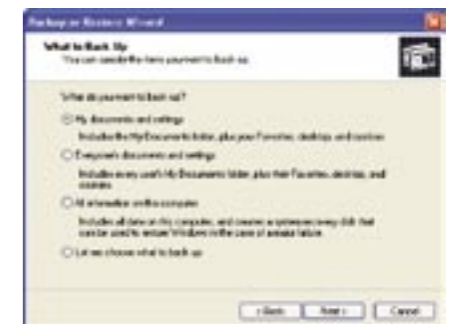 Backup or Restore Wizard
What to Back Up
You can specify the items you want to back up.
What do you want to back up?
My documents and settings
Includes the My Documents folder, plus your Favorites, desktop, and cookies.
Everyone's documents and settings
Includes every user's My Documents folder, plus their Favorites, desktop, and
cookies.
All information on this computer
Includes all data on this computer, and creates a system recovery disk that
can be used to restore Windows in the case of a major failure.
Let me choose what to back up
< Back
Next >
Cancel